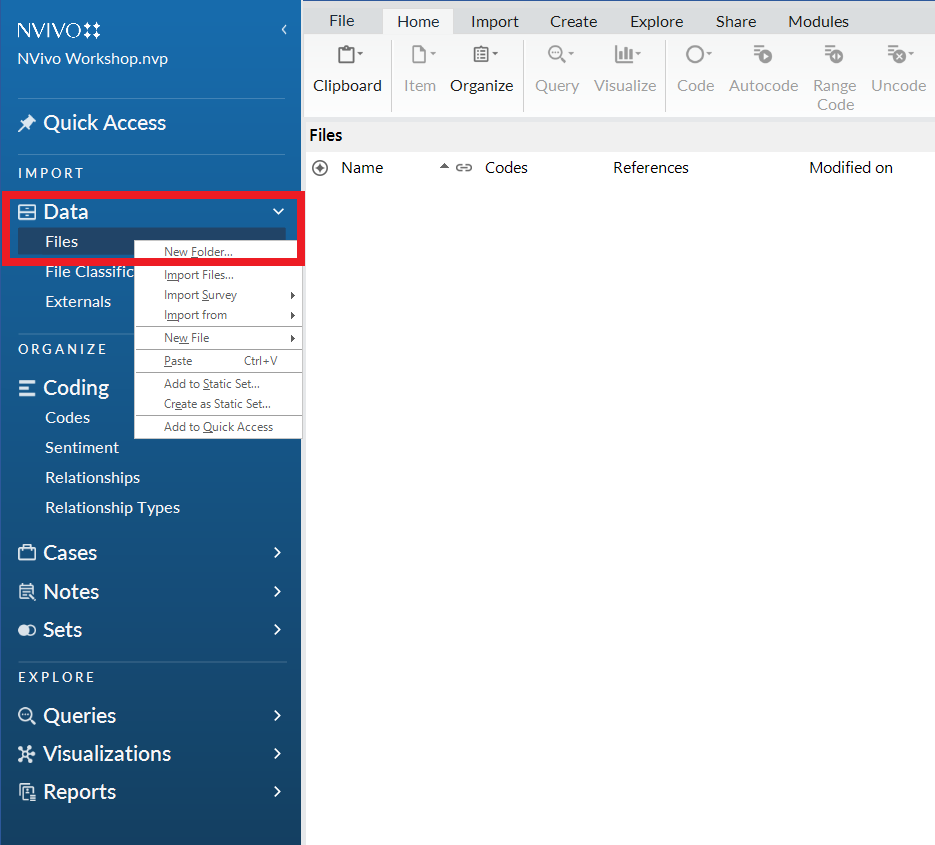 NVIVO
NVivo Workshop.nvp
Quick Access
IMPORT
Data
Files
File Classific
Externals
ORGANIZE
Coding
Codes
Sentiment
Relationships
Relationship Types
Cases
Notes
Sets
EXPLORE
Queries
Visualizations
Reports
New Folder...
Import Files...
Import Survey
Import from
New File
Paste Ctrl+V
Add to Static Set...
Create as Static Set...
Add to Quick Access
File Home Import Create Explore Share Modules
Clipboard Item Organize Query Visualize Code Autocode Range Uncode
Code
Files
Name Codes References Modified on